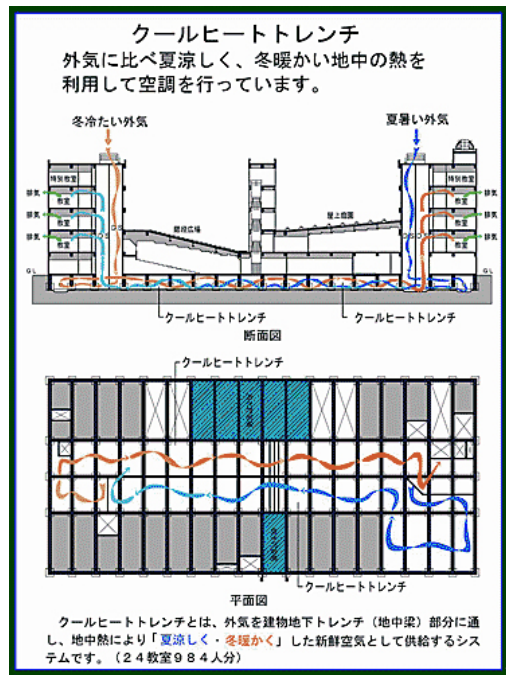 クールヒートトレンチ
外気に比べ夏涼しく、冬暖かい地中の熱を
利用して空調を行っています。
冬冷たい外気
夏暑い外気
特別教室
特別教室
排気
教室
教室
排気
排気
教室
教室
排気
排気
教室
教室
排気
階段広場
屋上庭園
GL
GL
クールヒートトレンチ
クールヒートトレンチ
断面図
クールヒートトレンチ
クールヒートトレンチ
平面図
クールヒートトレンチとは、外気を建物地下トレンチ（地中梁）部分に通
し、地中熱により「夏涼しく・冬暖かく」した新鮮空気として供給するシス
テムです。（２４教室９８４人分）